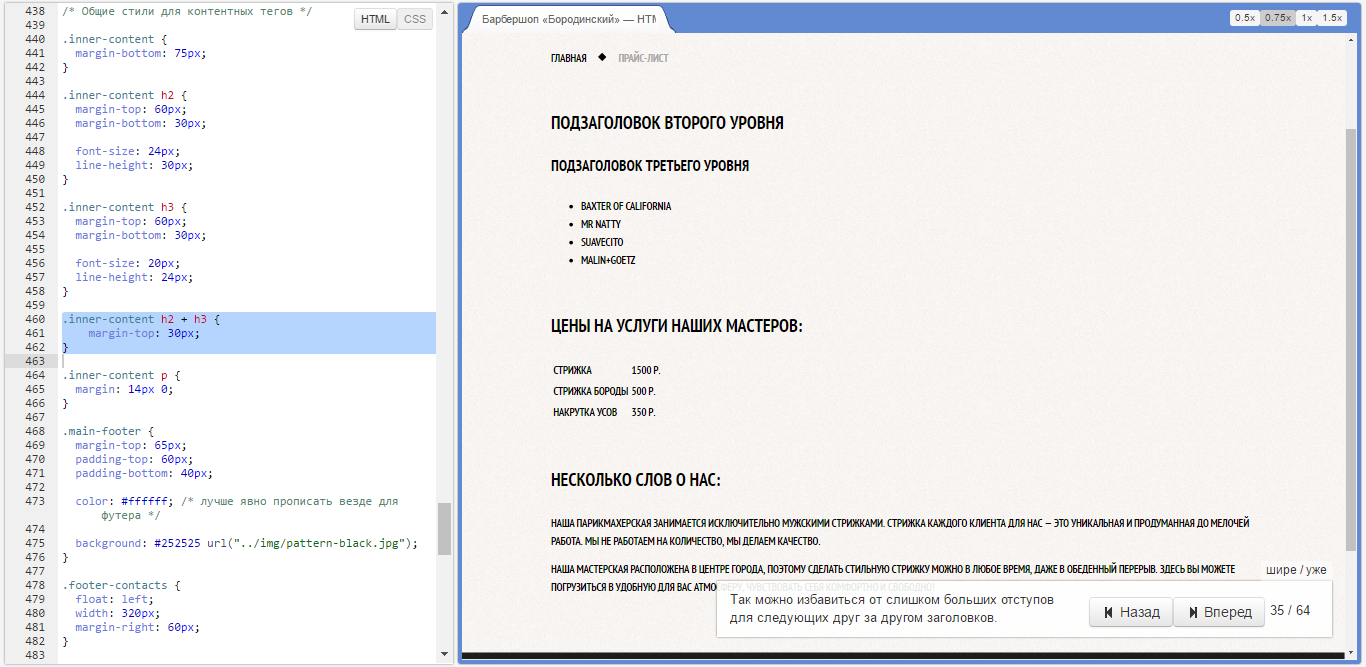 438 /* Общие стили для контентных тегов */
439
440 .inner-content {
441 margin-bottom: 75px;
442 }
443
444 .inner-content h2 {
445 margin-top: 60px;
446 margin-bottom: 30px;
447
448 font-size: 24px;
449 line-height: 30px;
450 }
451
452 .inner-content h3 {
453 margin-top: 60px;
454 margin-bottom: 30px;
455
456 font-size: 20px;
457 line-height: 24px;
458 }
459
460 .inner-content h2 + h3 {
461 margin-top: 30px;
462 }
463
464 .inner-content p {
465 margin: 14px 0;
466 }
467
468 .main-footer {
469 margin-top: 65px;
470 padding-top: 60px;
471 padding-bottom: 40px;
472
473 color: #ffffff; /* лучше явно прописать везде для
футера */
474
475 background: #252525 url("../img/pattern-black.jpg");
476 }
477
478 .footer-contacts {
479 float: left;
480 width: 320px;
481 margin-right: 60px;
482 }
483
HTML CSS
Барбершоп «Бородинский» — HTM
0.5x 0.75x 1x 1.5x
ГЛАВНАЯ ◆ ПРАЙС-ЛИСТ
ПОДЗАГОЛОВОК ВТОРОГО УРОВНЯ
ПОДЗАГОЛОВОК ТРЕТЬЕГО УРОВНЯ
• BAXTER OF CALIFORNIA
• MR NATTY
• SUAVECITO
• MALIN+GOETZ
ЦЕНЫ НА УСЛУГИ НАШИХ МАСТЕРОВ:
СТРИЖКА 1500 Р.
СТРИЖКА БОРОДЫ 500 Р.
НАКРУТКА УСОВ 350 Р.
НЕСКОЛЬКО СЛОВ О НАС:
НАША ПАРИКМАХЕРСКАЯ ЗАНИМАЕТСЯ ИСКЛЮЧИТЕЛЬНО МУЖСКИМИ СТРИЖКАМИ. СТРИЖКА КАЖДОГО КЛИЕНТА ДЛЯ НАС — ЭТО УНИКАЛЬНАЯ И ПРОДУМАННАЯ ДО МЕЛОЧЕЙ
РАБОТА. МЫ НЕ РАБОТАЕМ НА КОЛИЧЕСТВО, МЫ ДЕЛАЕМ КАЧЕСТВО.
НАША МАСТЕРСКАЯ РАСПОЛОЖЕНА В ЦЕНТРЕ ГОРОДА, ПОЭТОМУ СДЕЛАТЬ СТИЛЬНУЮ СТРИЖКУ МОЖНО В ЛЮБОЕ ВРЕМЯ, ДАЖЕ В ОБЕДЕННЫЙ ПЕРЕРЫВ. ЗДЕСЬ ВЫ МОЖЕТЕ
ПОГРУЗИТЬСЯ В УДОБНУЮ ДЛЯ ВАС АТМОСФЕРУ, ЧУВСТВОВАТЬ СЕБЯ КОМФОРТНО И СВОБОДНО!
шире / уже
Так можно избавиться от слишком больших отступов
для следующих друг за другом заголовков.
Назад Вперед 35 / 64